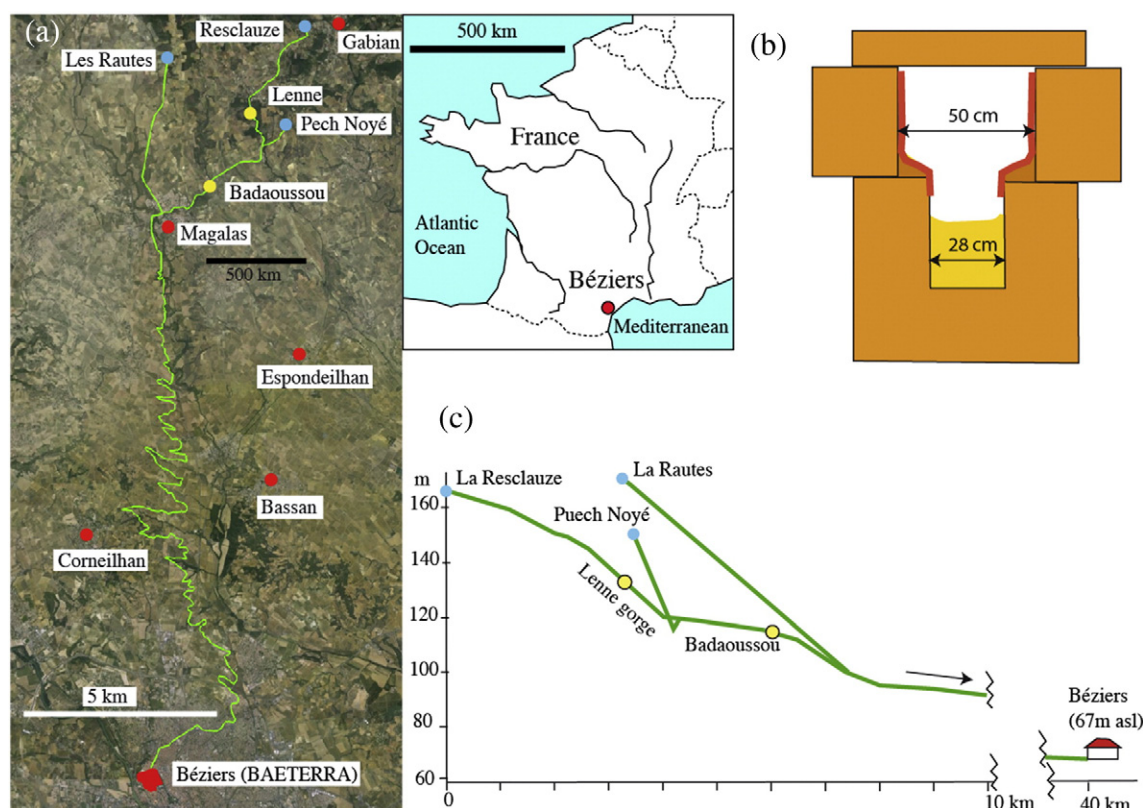 (a)
Resclauze
Gabian
Les Rautes
Lenne
Pech Noyé
Badaoussou
Magalas
500 km
Espondeilhan
Bassan
Corneilhan
5 km
Béziers (BAETERRA)
500 km
France
Atlantic
Ocean
Béziers
Mediterranean
(b)
50 cm
28 cm
(c)
m
160
140
120
100
80
60
La Resclauze
La Rautes
Puech Noyé
Lenne gorge
Badaoussou
Béziers
(67m asl)
0
10 km
40 km